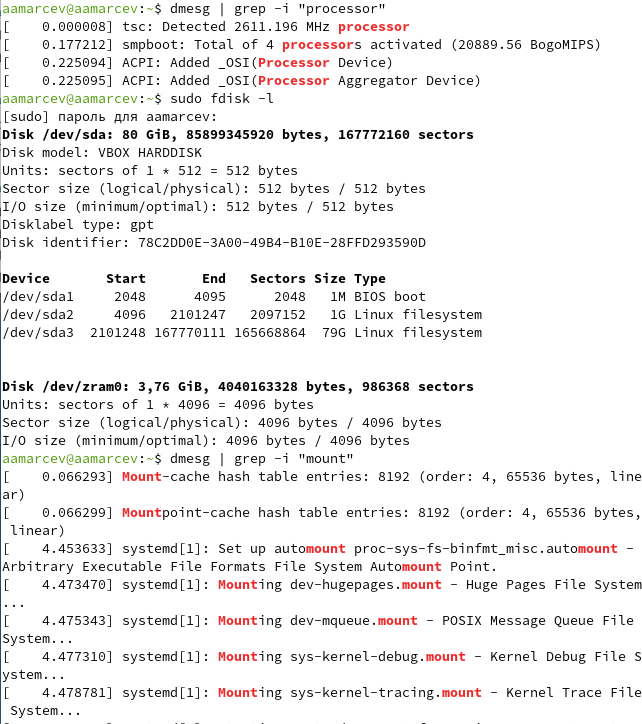 aamarcev@aamarcev:~$ dmesg | grep -i "processor"
[    0.000008] tsc: Detected 2611.196 MHz processor
[    0.177212] smpboot: Total of 4 processors activated (20889.56 BogoMIPS)
[    0.225094] ACPI: Added _OSI(Processor Device)
[    0.225095] ACPI: Added _OSI(Processor Aggregator Device)
aamarcev@aamarcev:~$ sudo fdisk -l
[sudo] пароль для aamarcev:
Disk /dev/sda: 80 GiB, 85899345920 bytes, 167772160 sectors
Disk model: VBOX HARDDISK
Units: sectors of 1 * 512 = 512 bytes
Sector size (logical/physical): 512 bytes / 512 bytes
I/O size (minimum/optimal): 512 bytes / 512 bytes
Disklabel type: gpt
Disk identifier: 78C2DD0E-3A00-49B4-B10E-28FFD293590D
Device       Start       End   Sectors Size Type
/dev/sda1     2048      4095      2048   1M BIOS boot
/dev/sda2     4096   2101247   2097152   1G Linux filesystem
/dev/sda3  2101248 167770111 165668864  79G Linux filesystem
Disk /dev/zram0: 3,76 GiB, 4040163328 bytes, 986368 sectors
Units: sectors of 1 * 4096 = 4096 bytes
Sector size (logical/physical): 4096 bytes / 4096 bytes
I/O size (minimum/optimal): 4096 bytes / 4096 bytes
aamarcev@aamarcev:~$ dmesg | grep -i "mount"
[    0.066293] Mount-cache hash table entries: 8192 (order: 4, 65536 bytes, line
ar)
[    0.066299] Mountpoint-cache hash table entries: 8192 (order: 4, 65536 bytes,
 linear)
[    4.453633] systemd[1]: Set up automount proc-sys-fs-binfmt_misc.automount -
Arbitrary Executable File Formats File System Automount Point.
[    4.473470] systemd[1]: Mounting dev-hugepages.mount - Huge Pages File System
...
[    4.475343] systemd[1]: Mounting dev-mqueue.mount - POSIX Message Queue File
System...
[    4.477310] systemd[1]: Mounting sys-kernel-debug.mount - Kernel Debug File S
ystem...
[    4.478781] systemd[1]: Mounting sys-kernel-tracing.mount - Kernel Trace File
 System...